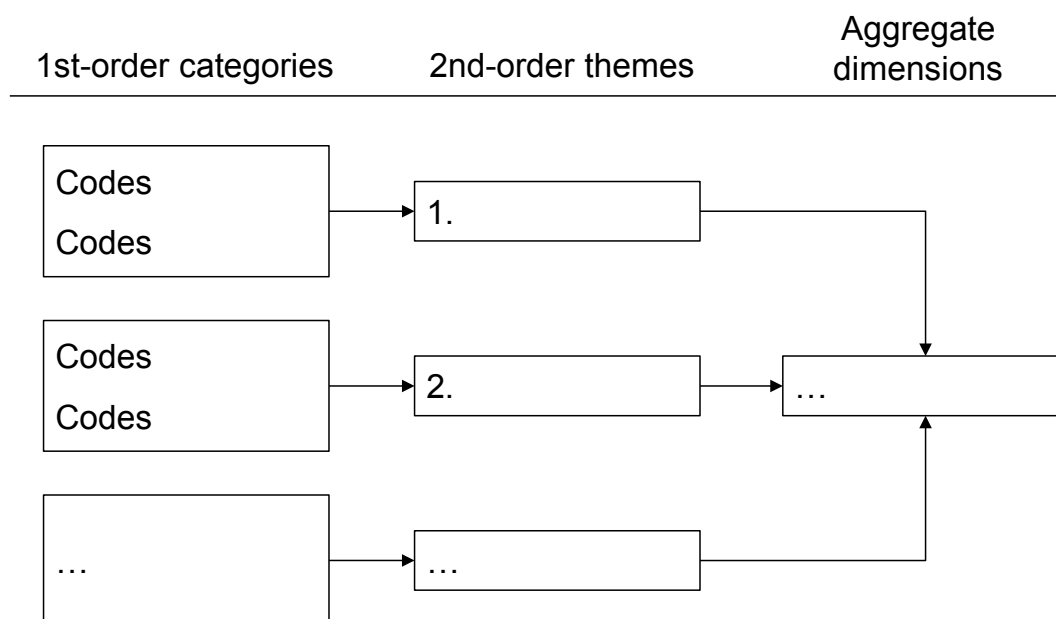 1st-order categories
2nd-order themes
Aggregate
dimensions
Codes
Codes
1.
Codes
Codes
2.
…
…
…